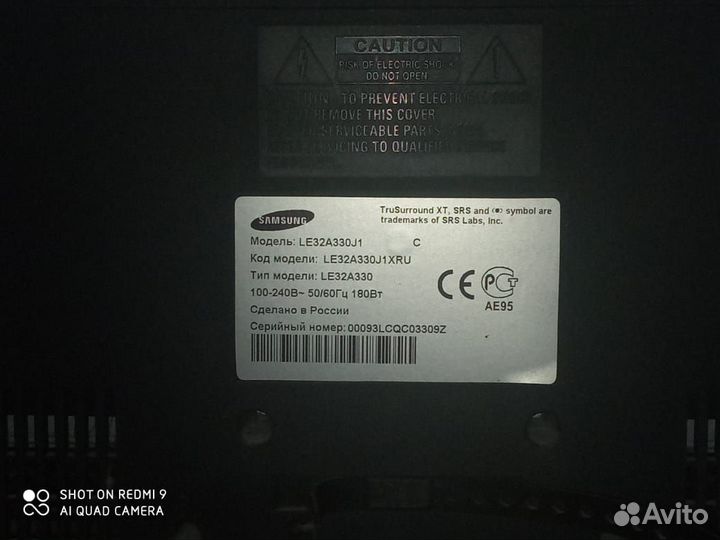 CAUTION
RISK OF ELECTRIC SHOCK
DO NOT OPEN
TO PREVENT ELECTRIC
REMOVE THIS COVER
SERVICEABLE PARTS
TO QUALIFIED
SAMSUNG
TruSurround XT, SRS and (●) symbol are
trademarks of SRS Labs, Inc.
Модель: LE32A330J1 C
Код модели: LE32A330J1XRU
Тип модели: LE32A330
100-240В~ 50/60Гц 180Вт
Сделано в России
Серийный номер: 00093LCQC03309Z
CE
РСТ
AE95
SHOT ON REDMI 9
AI QUAD CAMERA
Avito